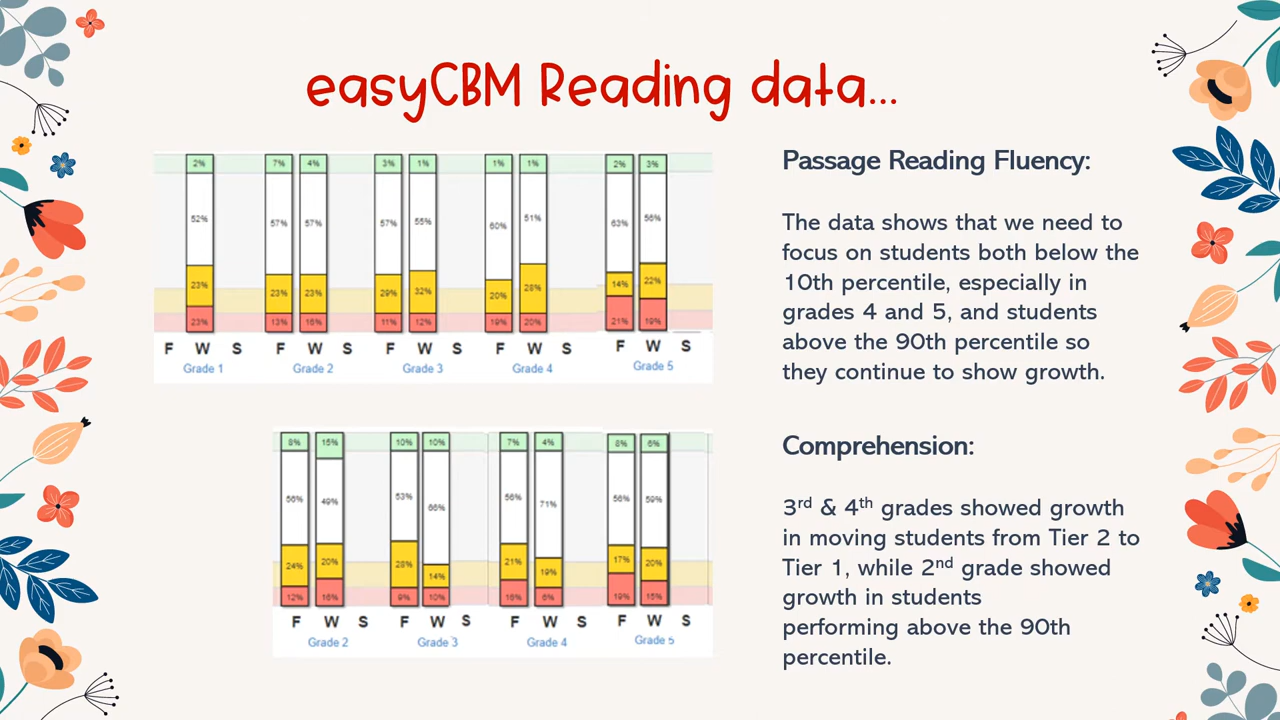 easyCBM Reading data...
2% 7% 4% 3% 1% 1% 1% 2% 3%
52% 57% 57% 57% 55% 60% 51% 63% 56%
23% 23% 23% 29% 32% 20% 28% 14% 22%
23% 13% 16% 11% 12% 19% 20% 21% 19%
F W S F W S F W S F W S F W S
Grade 1 Grade 2 Grade 3 Grade 4 Grade 5
8% 15% 10% 10% 7% 4% 8% 6%
56% 49% 53% 66% 56% 71% 56% 59%
24% 20% 28% 14% 21% 19% 17% 20%
12% 16% 9% 10% 16% 6% 19% 15%
F W S F W S F W S F W S
Grade 2 Grade 3 Grade 4 Grade 5
Passage Reading Fluency:
The data shows that we need to
focus on students both below the
10th percentile, especially in
grades 4 and 5, and students
above the 90th percentile so
they continue to show growth.
Comprehension:
3rd & 4th grades showed growth
in moving students from Tier 2 to
Tier 1, while 2nd grade showed
growth in students
performing above the 90th
percentile.